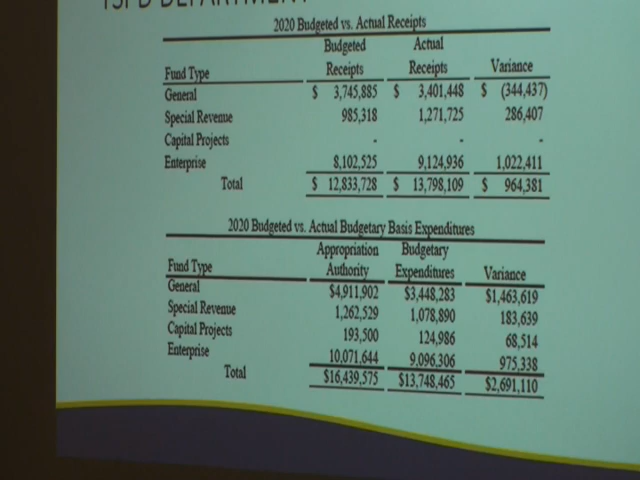 2020 Budgeted vs. Actual Receipts
Budgeted Actual
Fund Type Receipts Receipts Variance
General $ 3,745,885 $ 3,401,448 $ (344,437)
Special Revenue 985,318 1,271,725 286,407
Capital Projects - - -
Enterprise 8,102,525 9,124,936 1,022,411
Total $ 12,833,728 $ 13,798,109 $ 964,381
2020 Budgeted vs. Actual Budgetary Basis Expenditures
Appropriation Budgetary
Fund Type Authority Expenditures Variance
General $4,911,902 $3,448,283 $1,463,619
Special Revenue 1,262,529 1,078,890 183,639
Capital Projects 193,500 124,986 68,514
Enterprise 10,071,644 9,096,306 975,338
Total $16,439,575 $13,748,465 $2,691,110